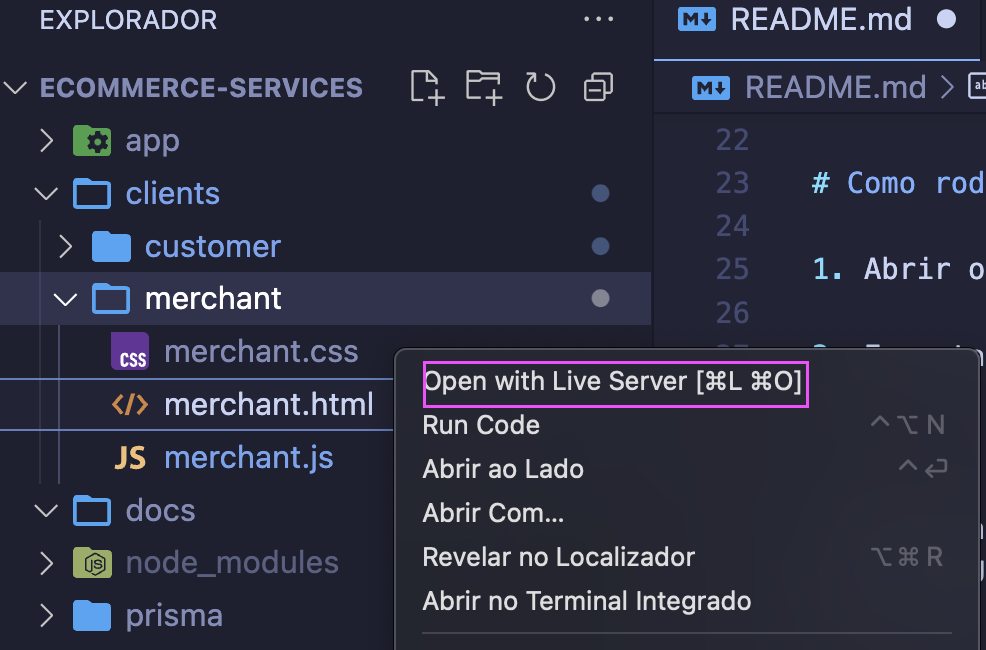 EXPLORADOR
ECOMMERCE-SERVICES
app
clients
customer
merchant
CSS merchant.css
</> merchant.html
JS merchant.js
docs
node_modules
prisma
Open with Live Server [⌘L ⌘O]
Run Code ^⌥N
Abrir ao Lado ^↩
Abrir Com...
Revelar no Localizador ⌥⌘R
Abrir no Terminal Integrado
M↓ README.md
M↓ README.md >
22
23 # Como rod
24
25 1. Abrir o
26